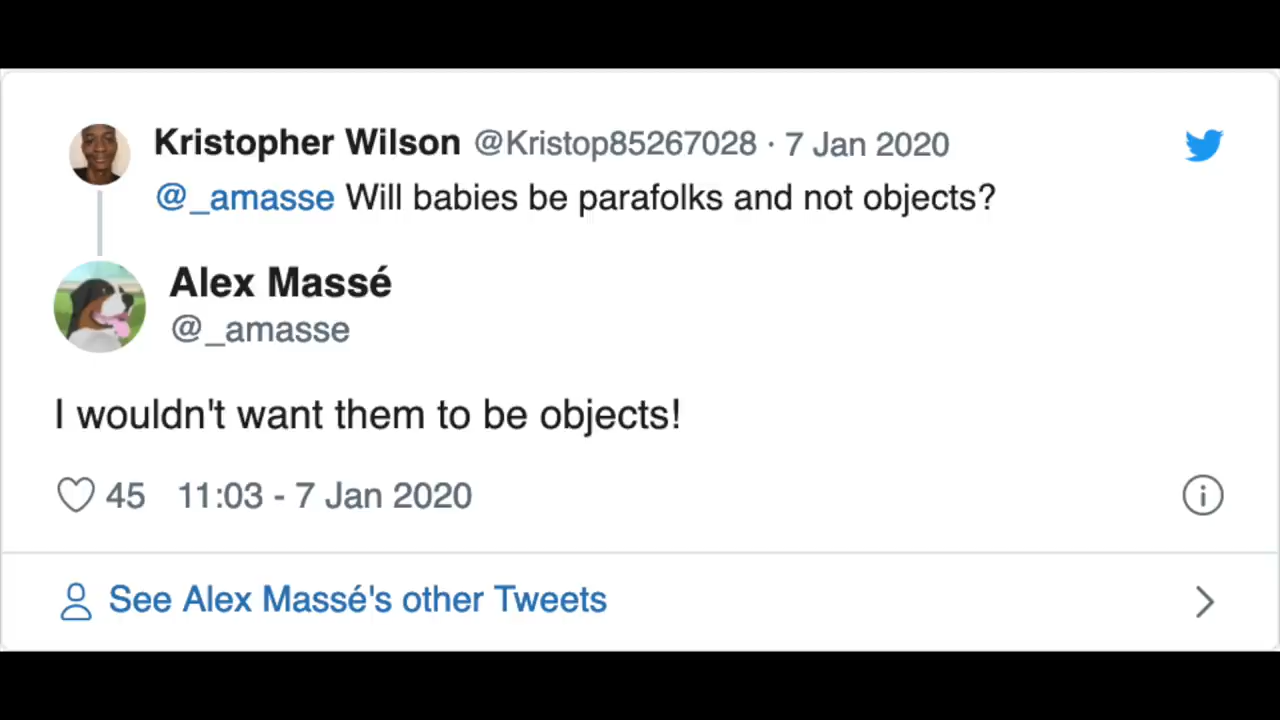 Kristopher Wilson @Kristop85267028 · 7 Jan 2020
@_amasse Will babies be parafolks and not objects?
Alex Massé
@_amasse
I wouldn't want them to be objects!
45 11:03 - 7 Jan 2020
See Alex Massé's other Tweets